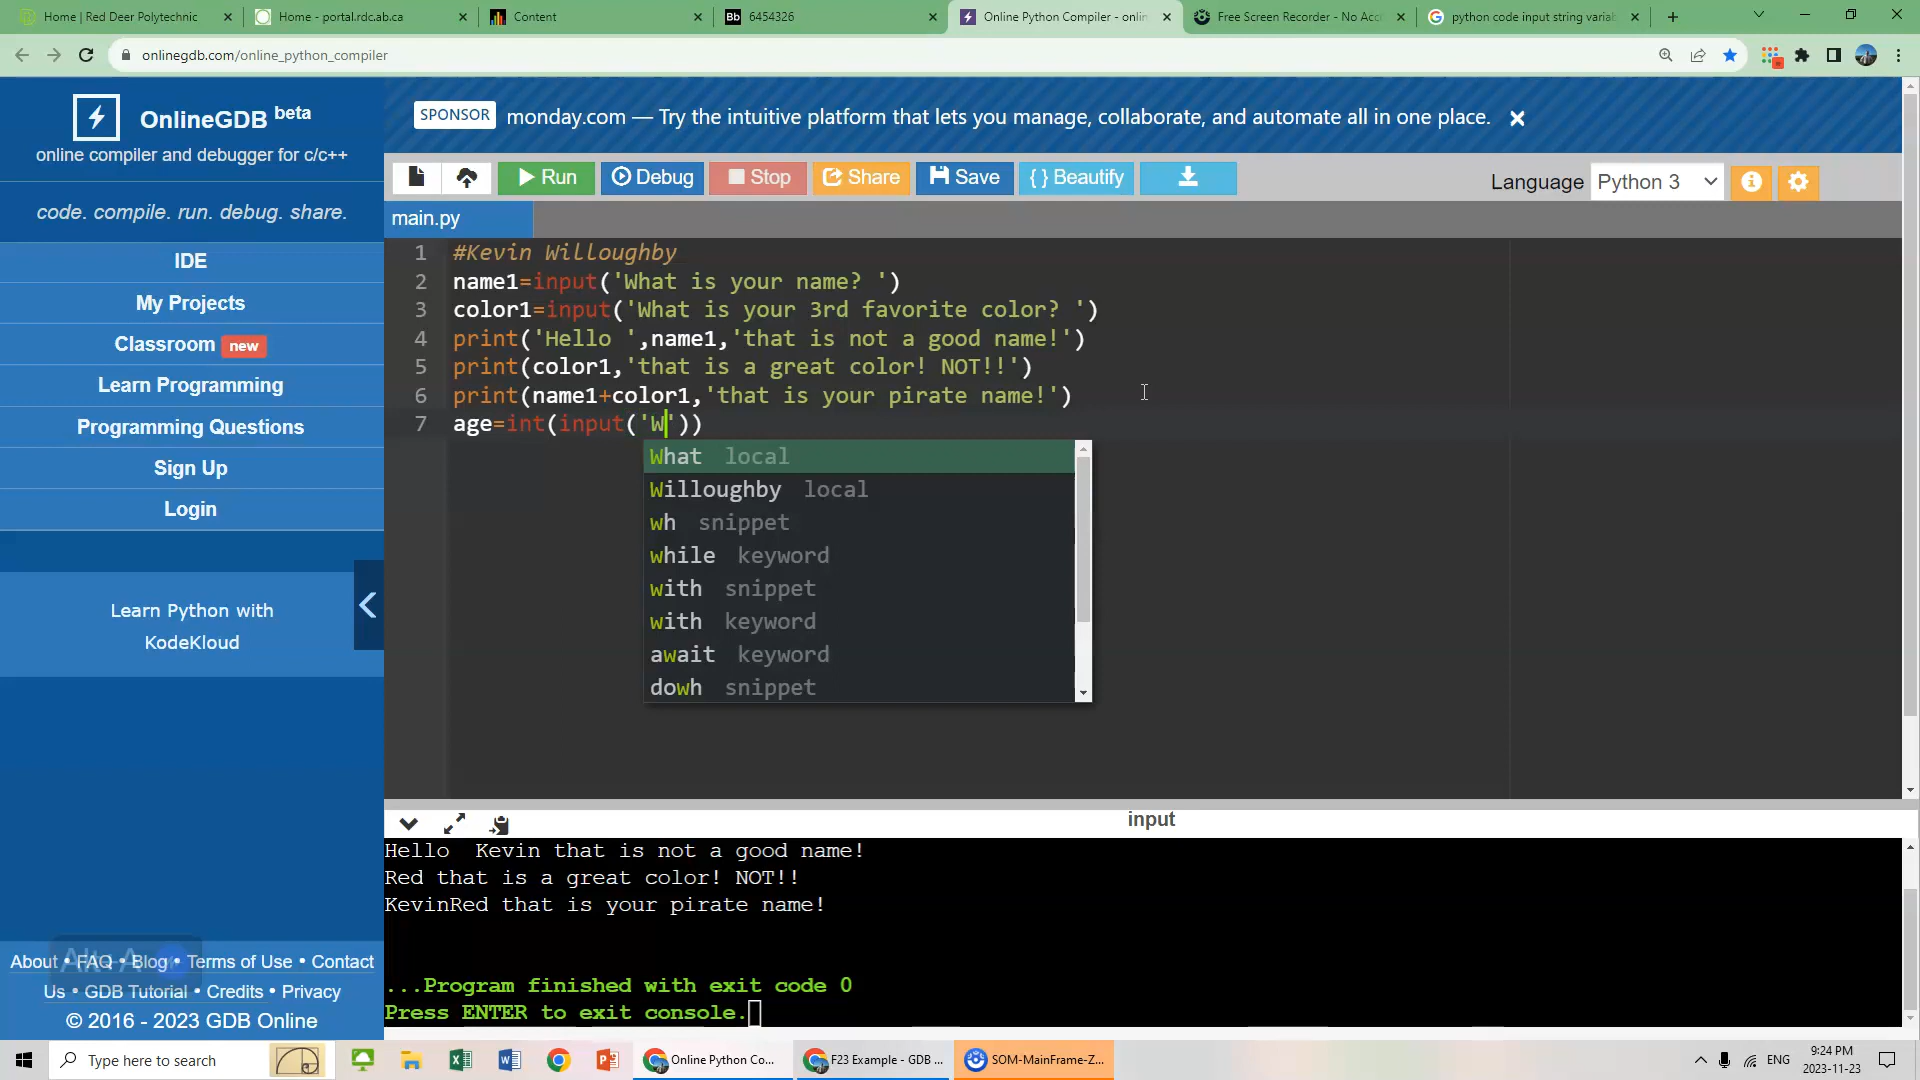 Home | Red Deer Polytechnic
Home - portal.rdc.ab.ca
Content
Bb 6454326
Online Python Compiler - onlin
Free Screen Recorder - No Acc
python code input string variab
onlinegdb.com/online_python_compiler
OnlineGDB beta
online compiler and debugger for c/c++
code. compile. run. debug. share.
IDE
My Projects
Classroom new
Learn Programming
Programming Questions
Sign Up
Login
Learn Python with
KodeKloud
About • FAQ • Blog • Terms of Use • Contact
Us • GDB Tutorial • Credits • Privacy
© 2016 - 2023 GDB Online
SPONSOR monday.com — Try the intuitive platform that lets you manage, collaborate, and automate all in one place.
Run Debug Stop Share Save { } Beautify
Language Python 3
main.py
1 #Kevin Willoughby
2 name1=input('What is your name? ')
3 color1=input('What is your 3rd favorite color? ')
4 print('Hello ',name1,'that is not a good name!')
5 print(color1,'that is a great color! NOT!!')
6 print(name1+color1,'that is your pirate name!')
7 age=int(input('W'))
What local
Willoughby local
wh snippet
while keyword
with snippet
with keyword
await keyword
dowh snippet
input
Hello  Kevin that is not a good name!
Red that is a great color! NOT!!
KevinRed that is your pirate name!
...Program finished with exit code 0
Press ENTER to exit console.
Type here to search
Online Python Co...
F23 Example - GDB ...
SOM-MainFrame-Z...
ENG
9:24 PM
2023-11-23